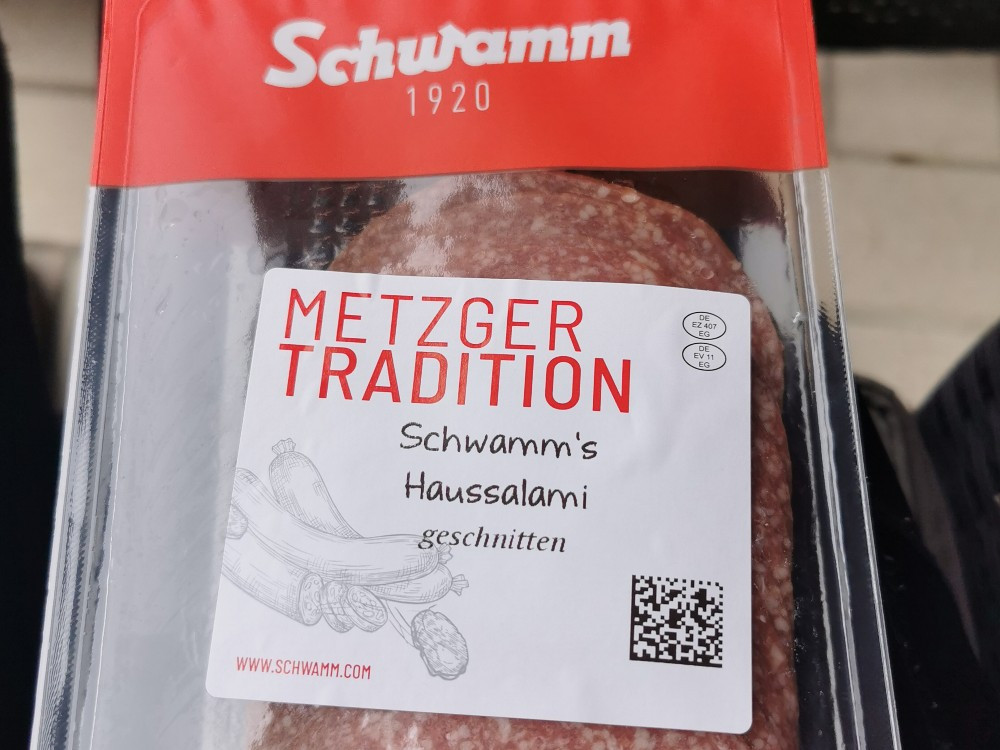 Schwamm
1920
METZGER
TRADITION
DE
EZ 407
EG
DE
EV 11
EG
Schwamm's
Haussalami
geschnitten
WWW.SCHWAMM.COM